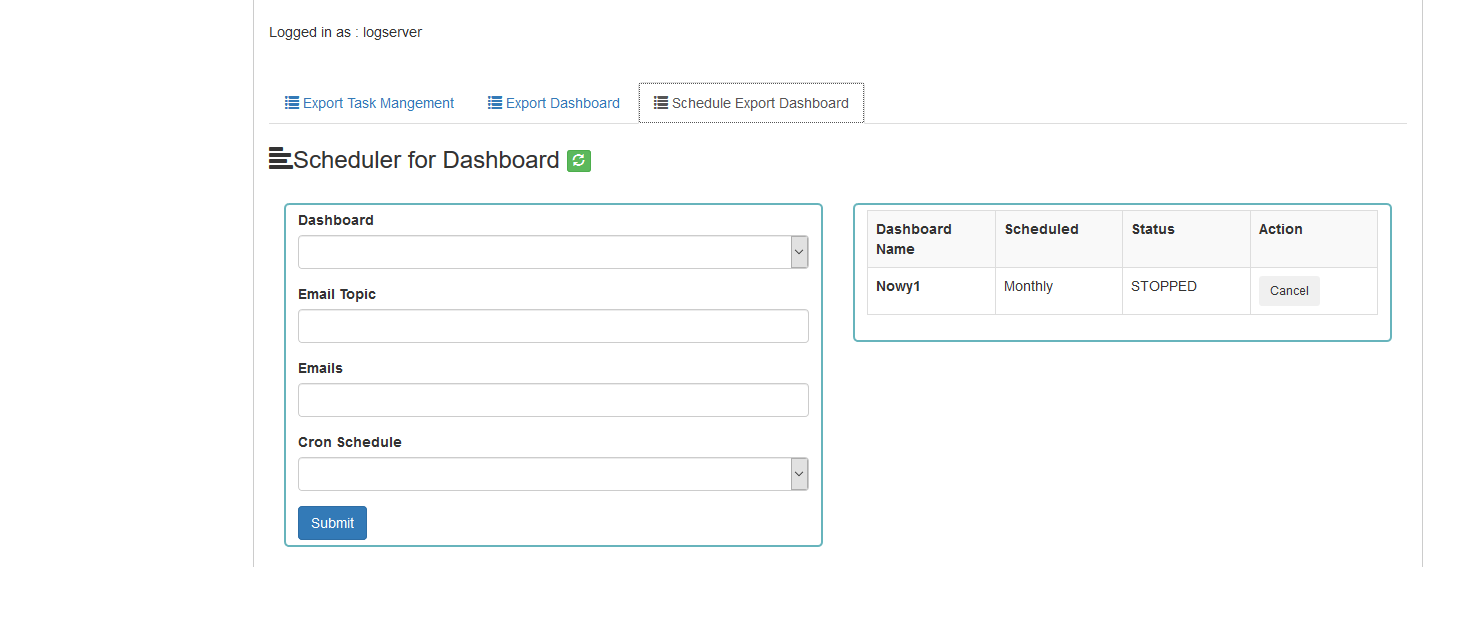 Logged in as : logserver
Export Task Mangement Export Dashboard Schedule Export Dashboard
Scheduler for Dashboard
Dashboard
Email Topic
Emails
Cron Schedule
Submit
Dashboard Name Scheduled Status Action
Nowy1 Monthly STOPPED Cancel